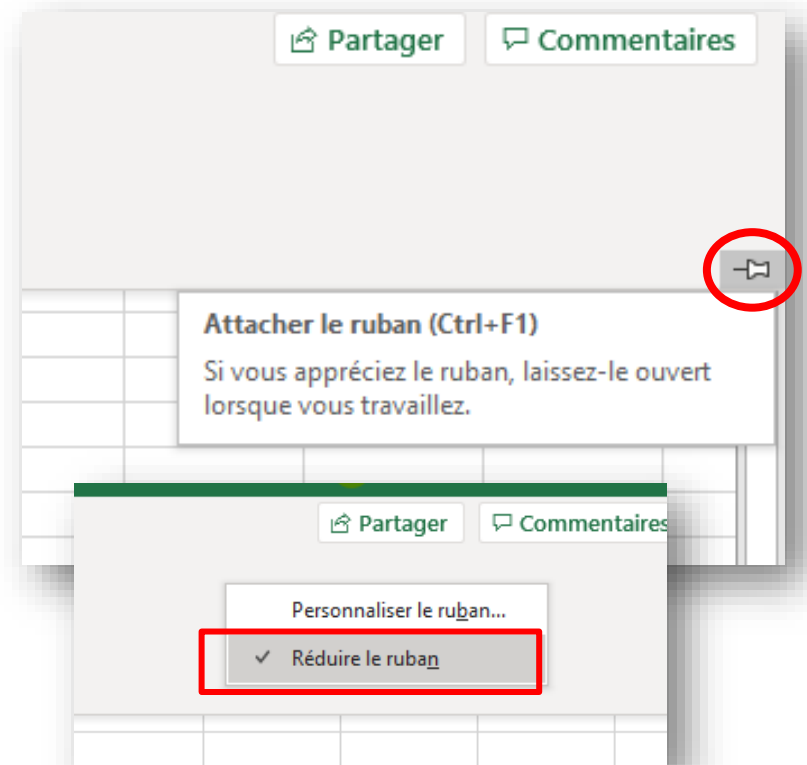 Partager Commentaires
Attacher le ruban (Ctrl+F1)
Si vous appréciez le ruban, laissez-le ouvert
lorsque vous travaillez.
Partager Commentaires
Personnaliser le ruban...
Réduire le ruban